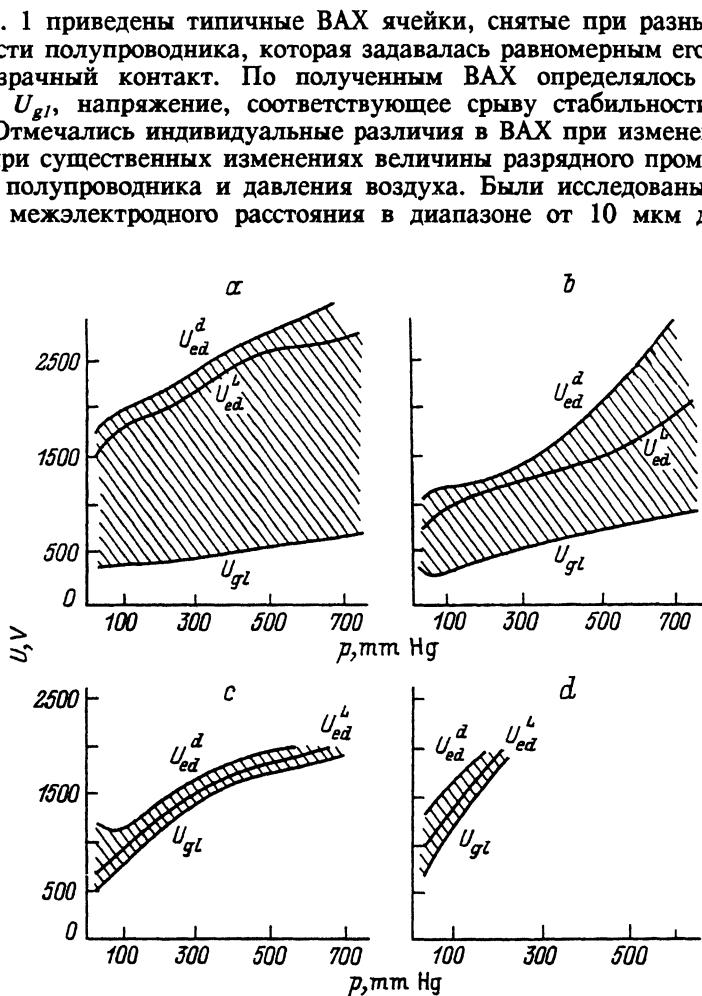 . 1 приведены типичные ВАХ ячейки, снятые при разны
сти полупроводника, которая задавалась равномерным его
зрачный контакт. По полученным ВАХ определялось
U_gl, напряжение, соответствующее срыву стабильности
Отмечались индивидуальные различия в ВАХ при изменe
ри существенных изменениях величины разрядного пром
полупроводника и давления воздуха. Были исследованы
межэлектродного расстояния в диапазоне от 10 мкм д
a b
2500
1500
500
0
U_ed^d
U_ed^L
U_gl
U_ed^d
U_ed^L
U_gl
100 300 500 700 100 300 500 700
U,V
p,mm Hg
c d
2500
1500
500
0
U_ed^d
U_ed^L
U_gl
U_ed^d
U_ed^L
U_gl
100 300 500 700 100 300 500
p,mm Hg